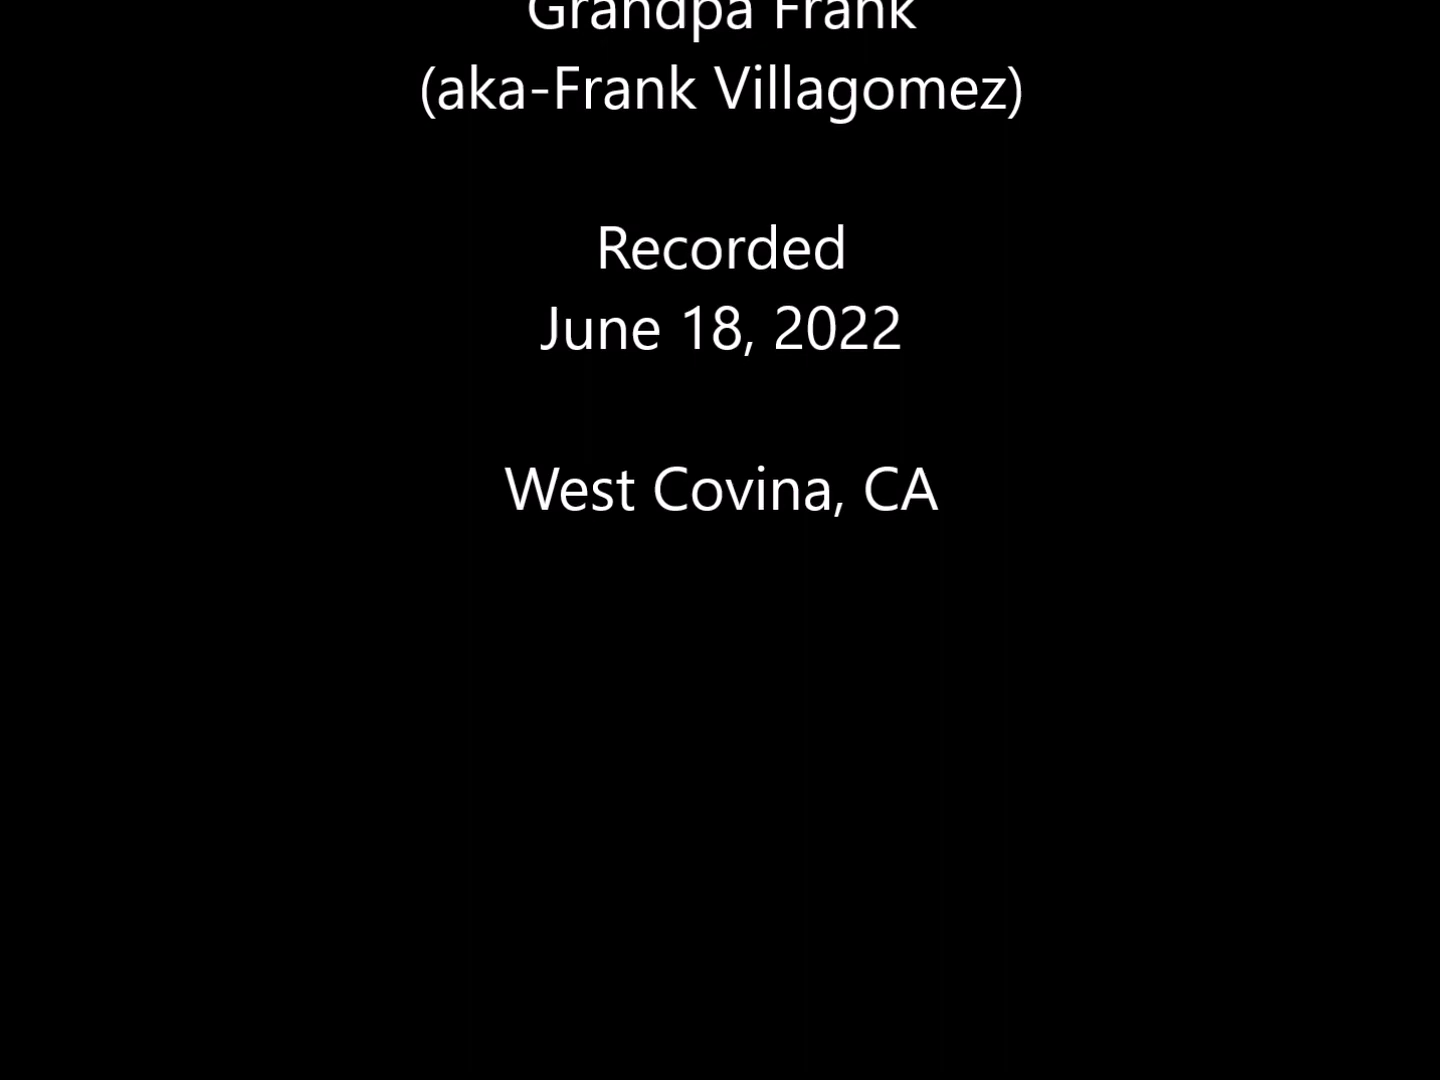 Grandpa Frank
(aka-Frank Villagomez)
Recorded
June 18, 2022
West Covina, CA